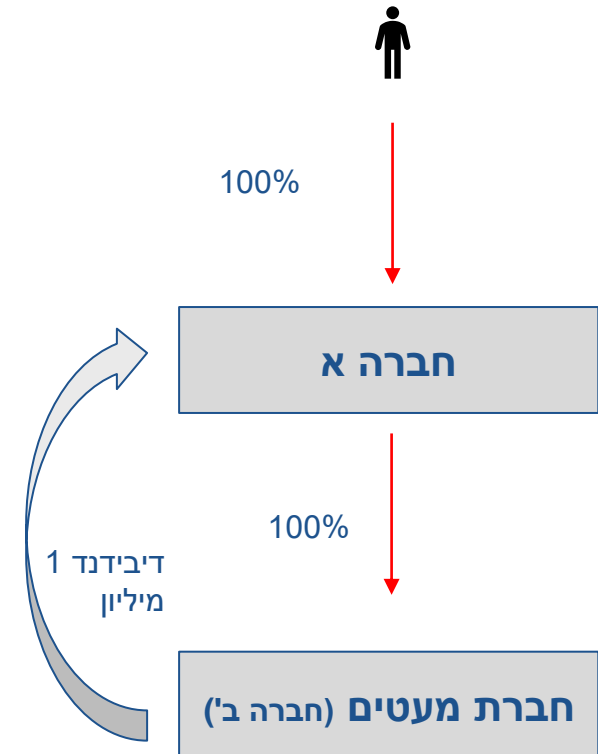 100%
חברה א
100%
דיבידנד 1
מיליון
חברת מעטים (חברה ב')